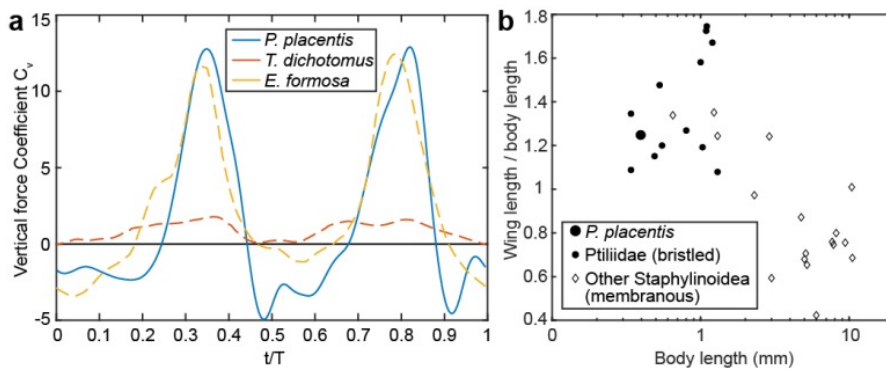 a
Vertical force Coefficient Cv
15
10
5
0
-5
P. placentis
T. dichotomus
E. formosa
0 0.1 0.2 0.3 0.4 0.5 0.6 0.7 0.8 0.9 1
t/T
b
Wing length / body length
1.8
1.6
1.4
1.2
1
0.8
0.6
0.4
P. placentis
Ptiliidae (bristled)
Other Staphylinoidea
(membranous)
0 1 10
Body length (mm)